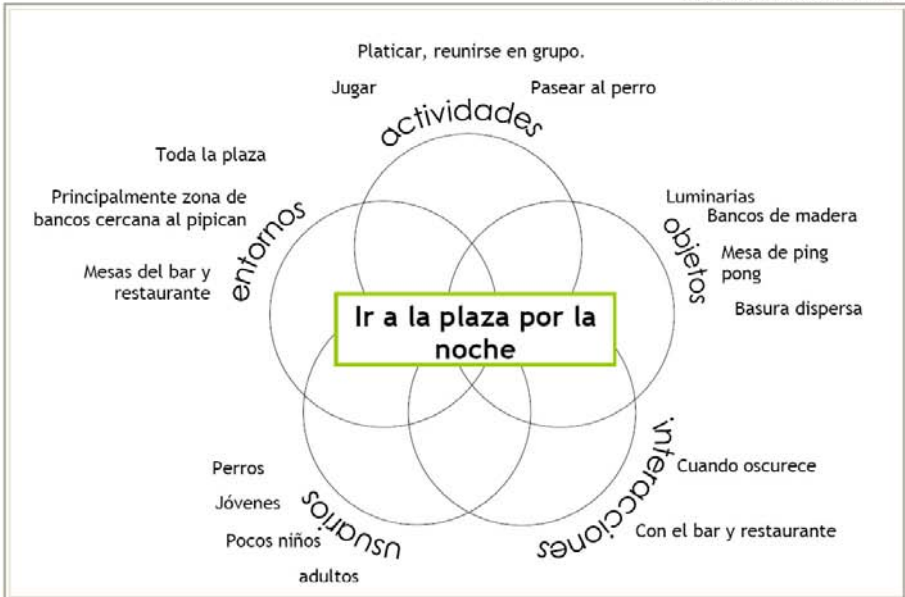 Platicar, reunirse en grupo.
Jugar
Pasear al perro
actividades
Toda la plaza
Principalmente zona de
bancos cercana al pipican
Mesas del bar y
restaurante
entornos
Luminarias
Bancos de madera
Mesa de ping
pong
Basura dispersa
objetos
Ir a la plaza por la
noche
Perros
Jóvenes
Pocos niños
adultos
usuarios
interacciones
Cuando oscurece
Con el bar y restaurante